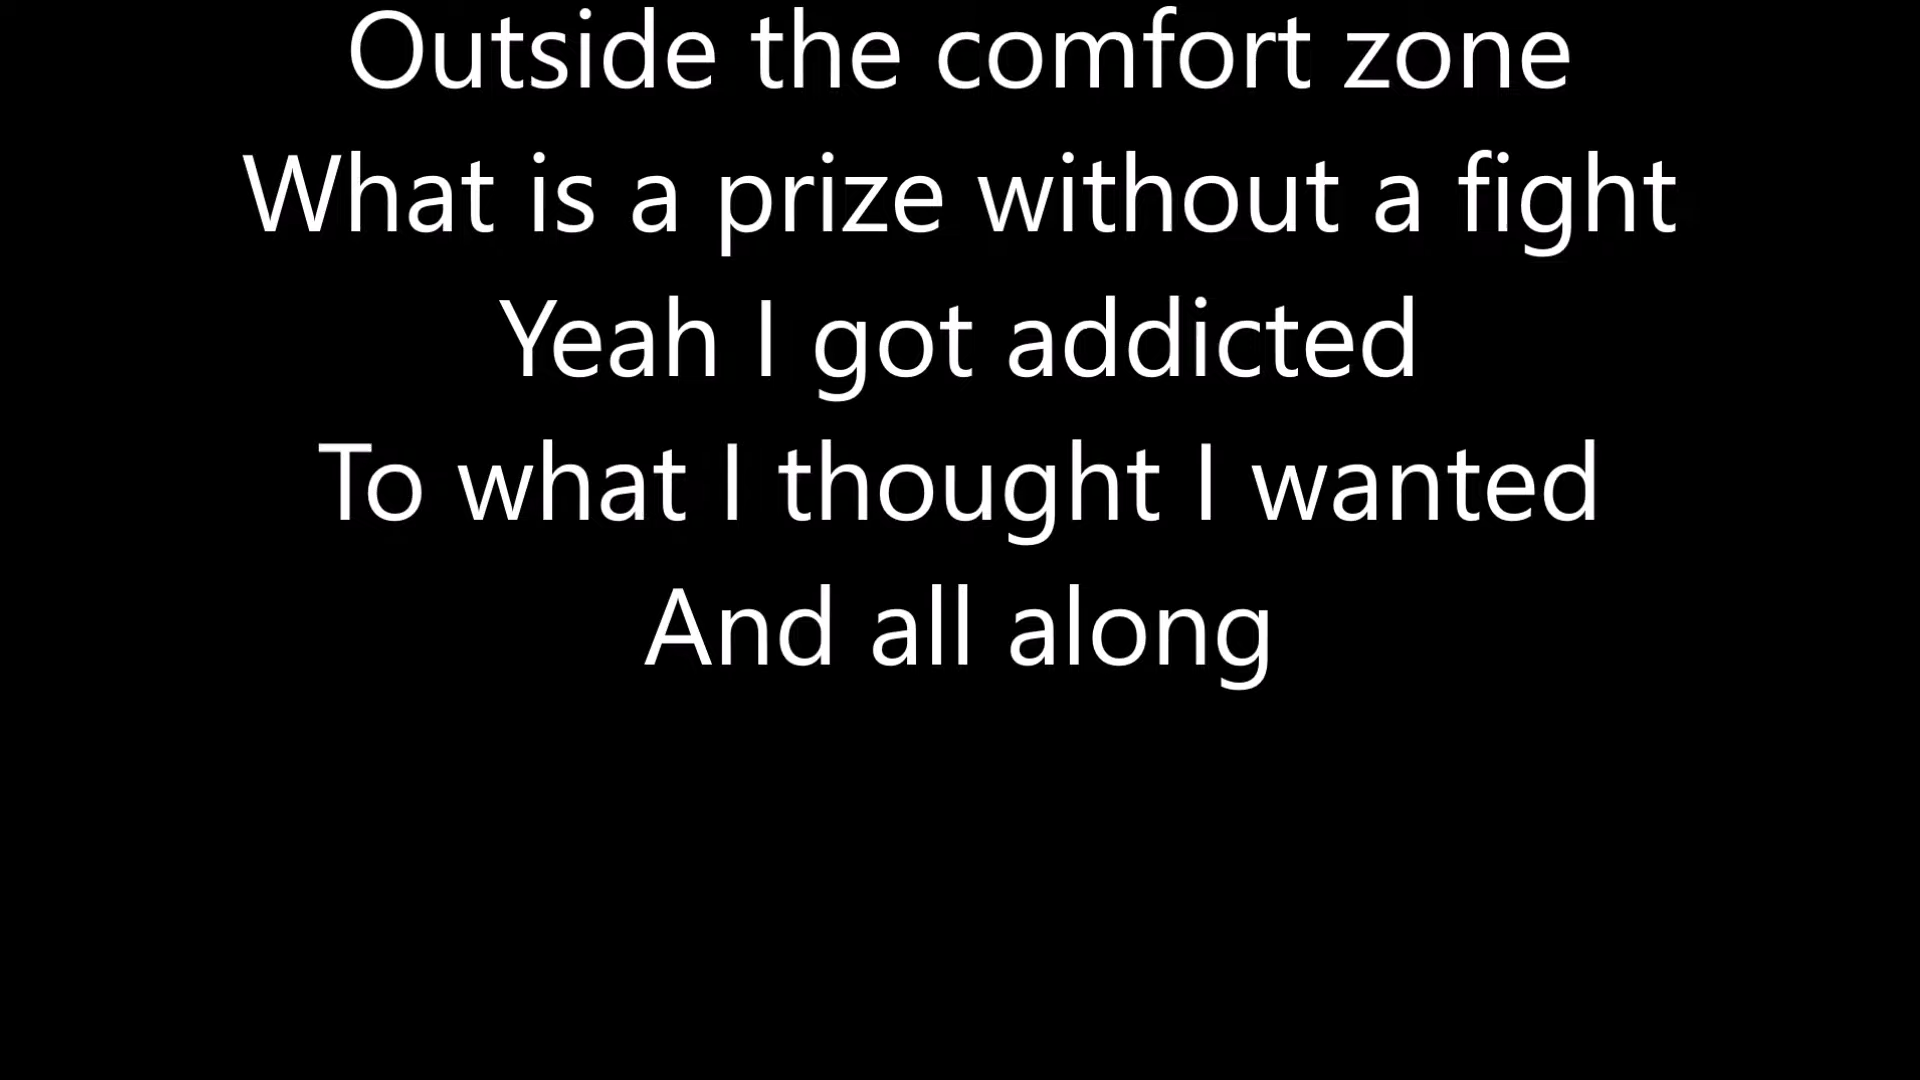 Outside the comfort zone
What is a prize without a fight
Yeah I got addicted
To what I thought I wanted
And all along